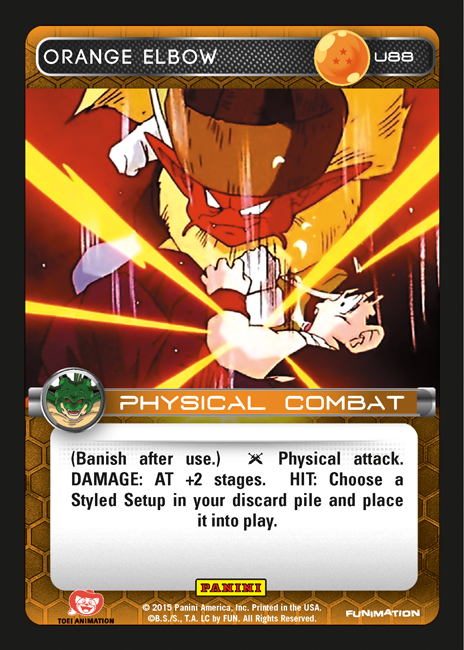 ORANGE ELBOW
U88
PHYSICAL COMBAT
(Banish after use.) Physical attack.
DAMAGE: AT +2 stages. HIT: Choose a
Styled Setup in your discard pile and place
it into play.
PANINI
TOEI ANIMATION
© 2015 Panini America, Inc. Printed in the USA.
©B.S./S., T.A. LC by FUN. All Rights Reserved.
FUNIMATION